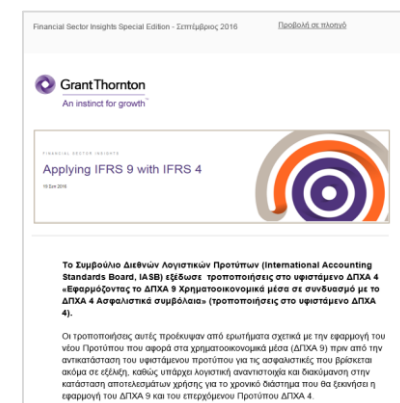 Financial Sector Insights Special Edition - Σεπτέμβριος 2016
Προβολή σε πλοηγό
Grant Thornton
An instinct for growth™
FINANCIAL SECTOR INSIGHTS
Applying IFRS 9 with IFRS 4
19 Σεπ 2016
Το Συμβούλιο Διεθνών Λογιστικών Προτύπων (International Accounting
Standards Board, IASB) εξέδωσε τροποποιήσεις στο υφιστάμενο ΔΠΧΑ 4
«Εφαρμόζοντας το ΔΠΧΑ 9 Χρηματοοικονομικά μέσα σε συνδυασμό με το
ΔΠΧΑ 4 Ασφαλιστικά συμβόλαια» (τροποποιήσεις στο υφιστάμενο ΔΠΧΑ
4).
Οι τροποποιήσεις αυτές προέκυψαν από ερωτήματα σχετικά με την εφαρμογή του
νέου Προτύπου που αφορά στα χρηματοοικονομικά μέσα (ΔΠΧΑ 9) πριν από την
αντικατάσταση του υφιστάμενου προτύπου για τις ασφαλιστικές που βρίσκεται
ακόμα σε εξέλιξη, καθώς υπάρχει λογιστική αναντιστοιχία και διακύμανση στην
κατάσταση αποτελεσμάτων χρήσης για το χρονικό διάστημα που θα ξεκινήσει η
εφαρμογή του ΔΠΧΑ 9 και του επερχόμενου Προτύπου ΔΠΧΑ 4.